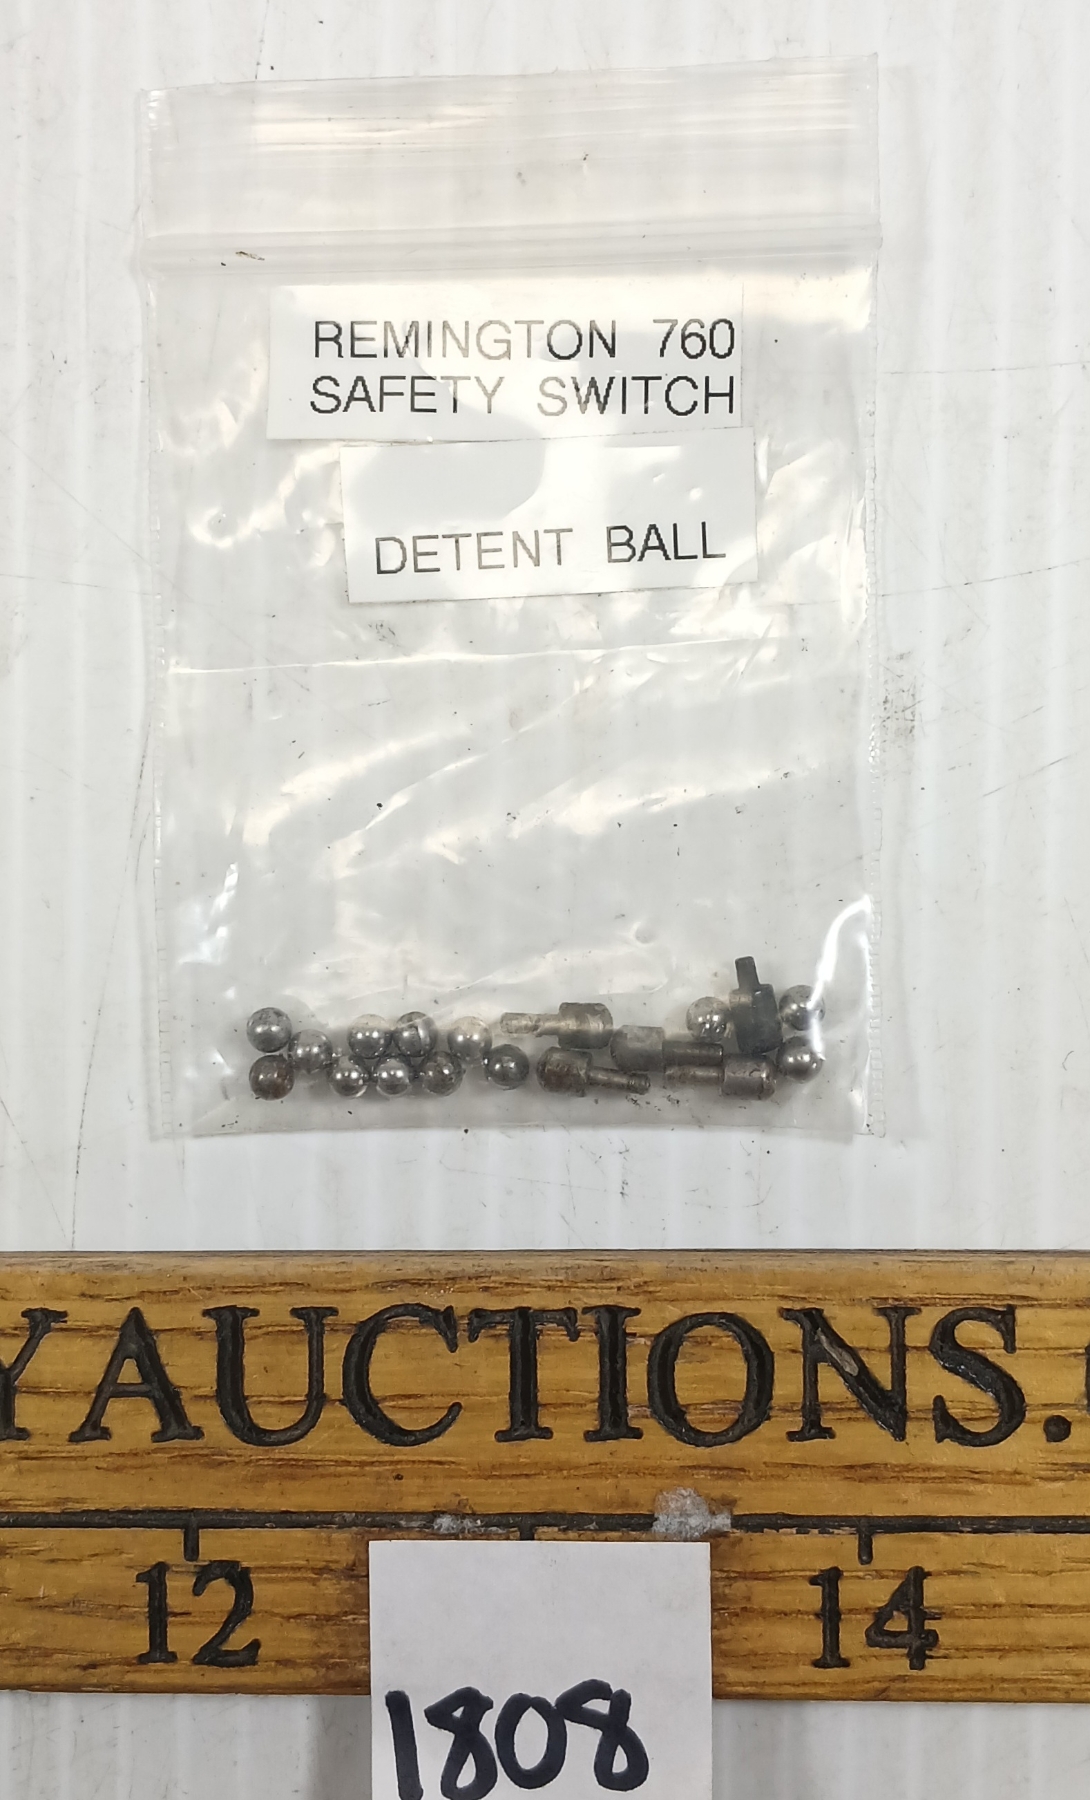 REMINGTON 760
SAFETY SWITCH
DETENT BALL
YAUCTIONS.
12 14
1808